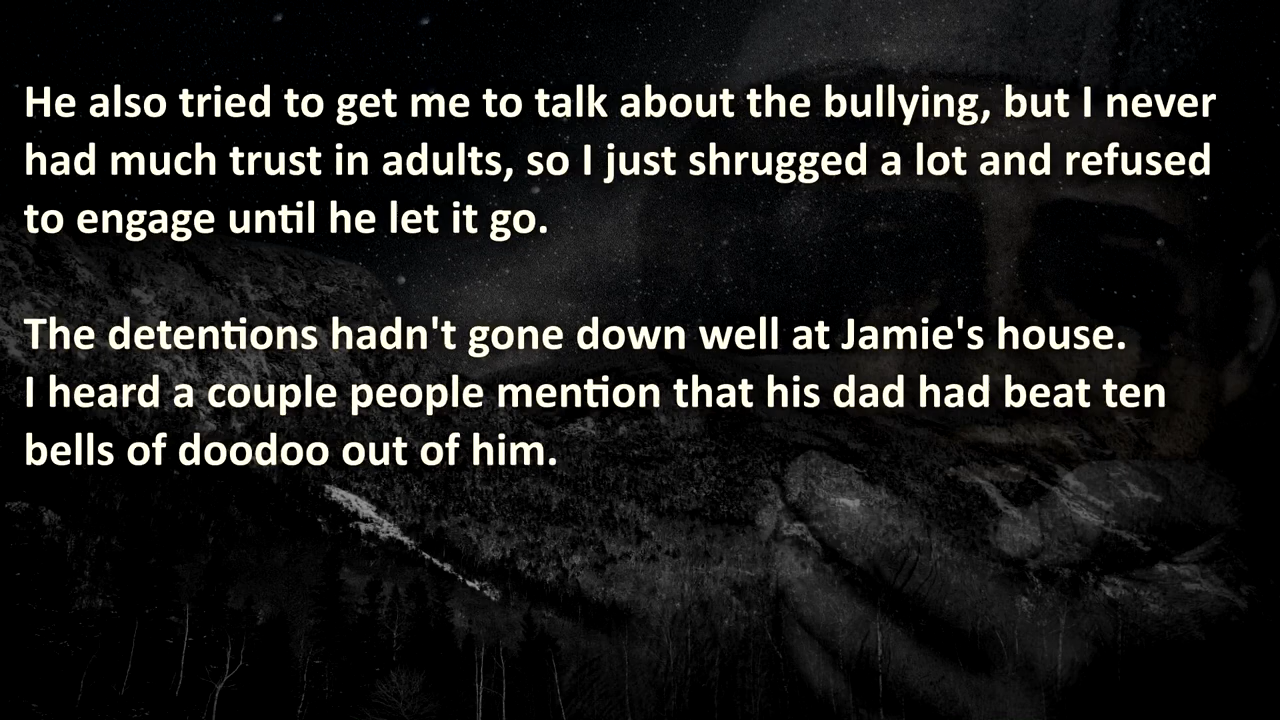 He also tried to get me to talk about the bullying, but I never
had much trust in adults, so I just shrugged a lot and refused
to engage until he let it go.
The detentions hadn't gone down well at Jamie's house.
I heard a couple people mention that his dad had beat ten
bells of doodoo out of him.